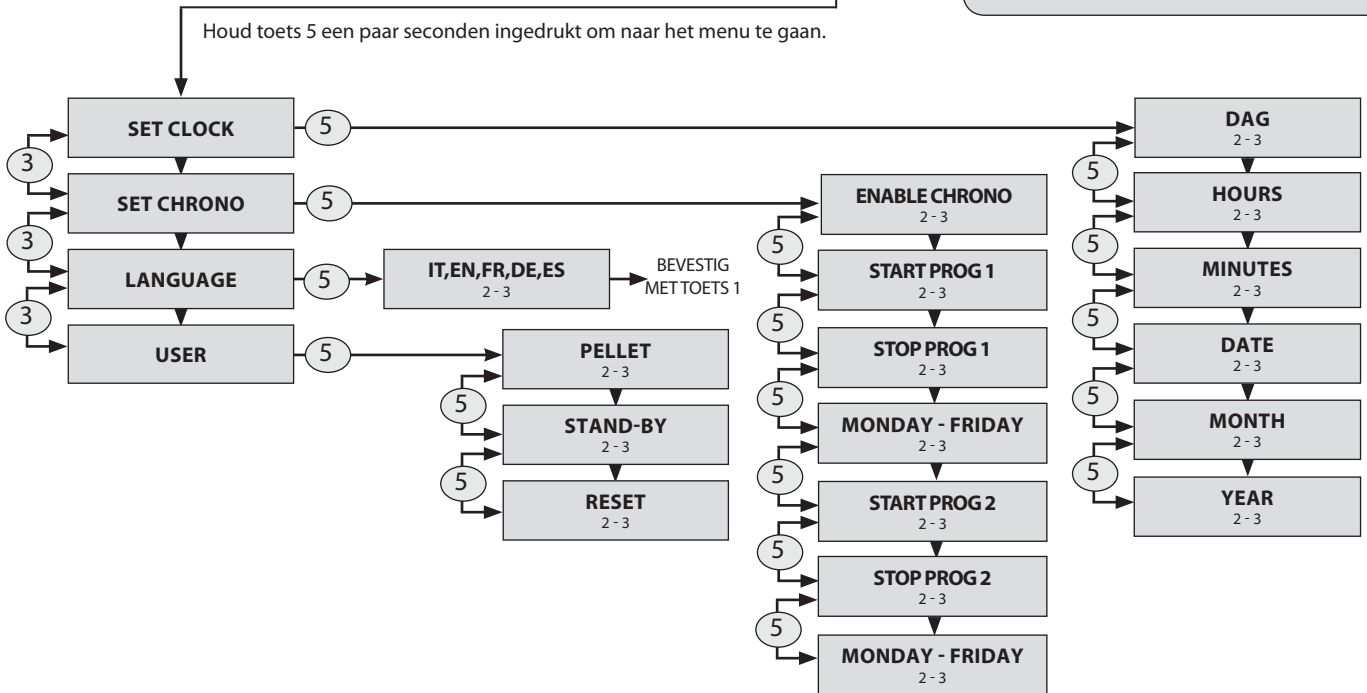 Houd toets 5 een paar seconden ingedrukt om naar het menu te gaan.
SET CLOCK
5
3
SET CHRONO
5
3
LANGUAGE
5
IT,EN,FR,DE,ES
2 - 3
BEVESTIG
MET TOETS 1
3
USER
5
PELLET
2 - 3
5
STAND-BY
2 - 3
5
RESET
2 - 3
ENABLE CHRONO
2 - 3
5
START PROG 1
2 - 3
5
STOP PROG 1
2 - 3
5
MONDAY - FRIDAY
2 - 3
5
START PROG 2
2 - 3
5
STOP PROG 2
2 - 3
5
MONDAY - FRIDAY
2 - 3
DAG
2 - 3
5
HOURS
2 - 3
5
MINUTES
2 - 3
5
DATE
2 - 3
5
MONTH
2 - 3
5
YEAR
2 - 3